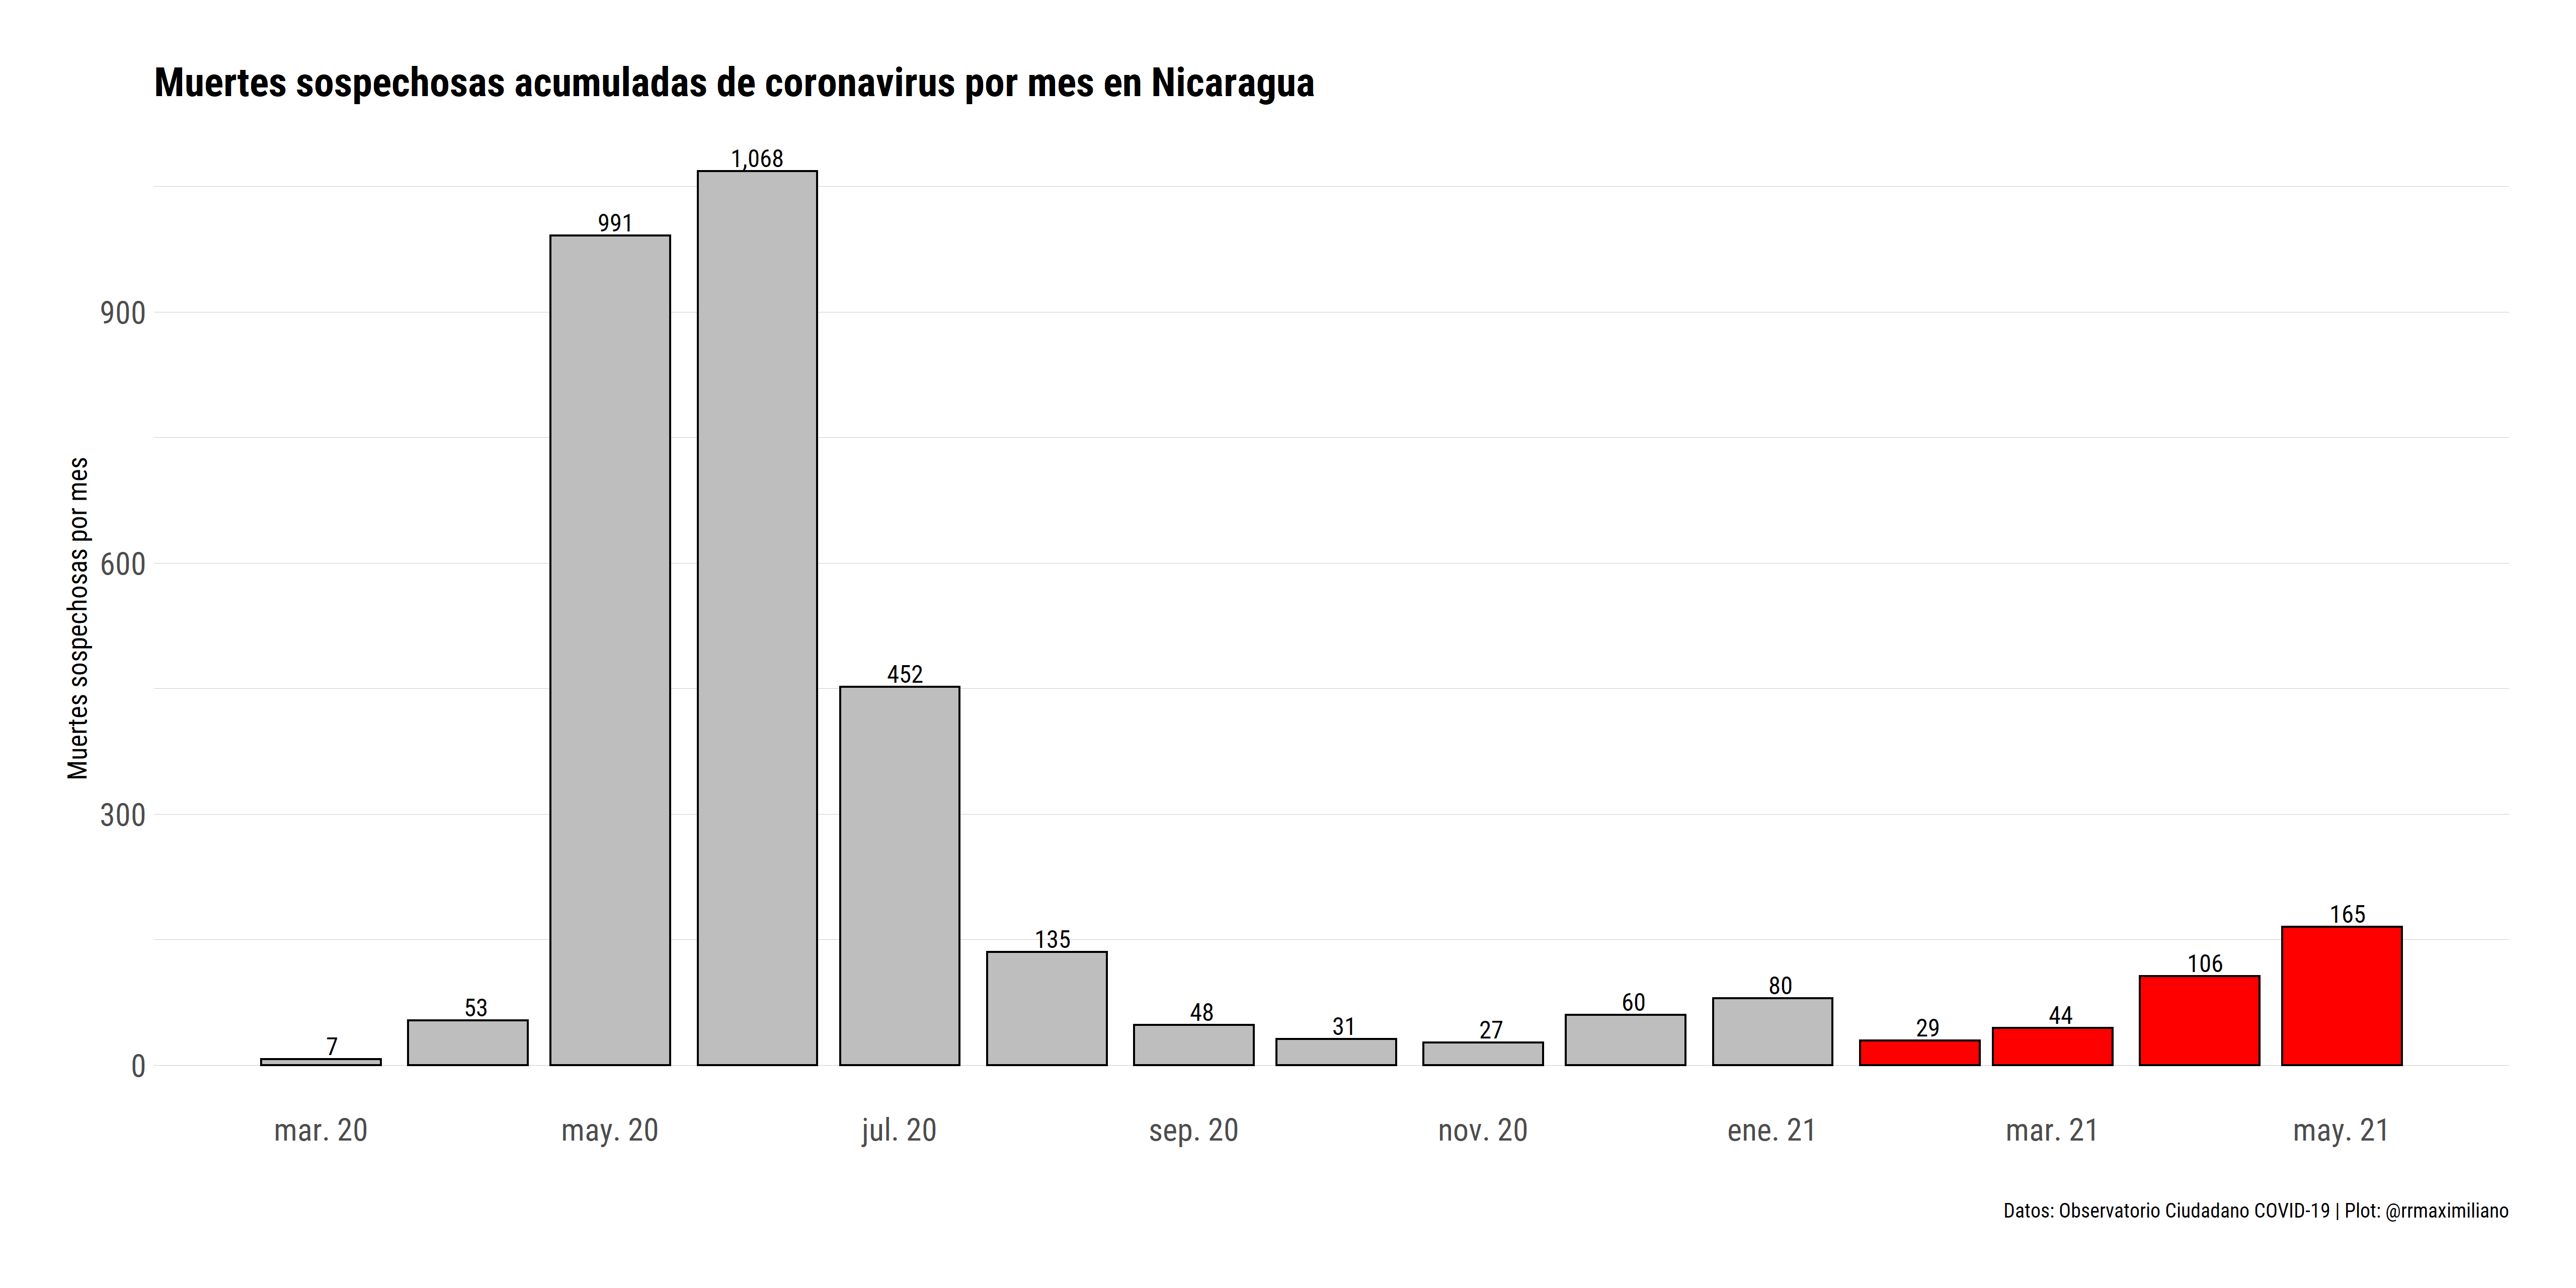 Muertes sospechosas acumuladas de coronavirus por mes en Nicaragua
Muertes sospechosas por mes
900
600
300
0
7
53
991
1,068
452
135
48
31
27
60
80
29
44
106
165
mar. 20
may. 20
jul. 20
sep. 20
nov. 20
ene. 21
mar. 21
may. 21
Datos: Observatorio Ciudadano COVID-19 | Plot: @rrmaximiliano